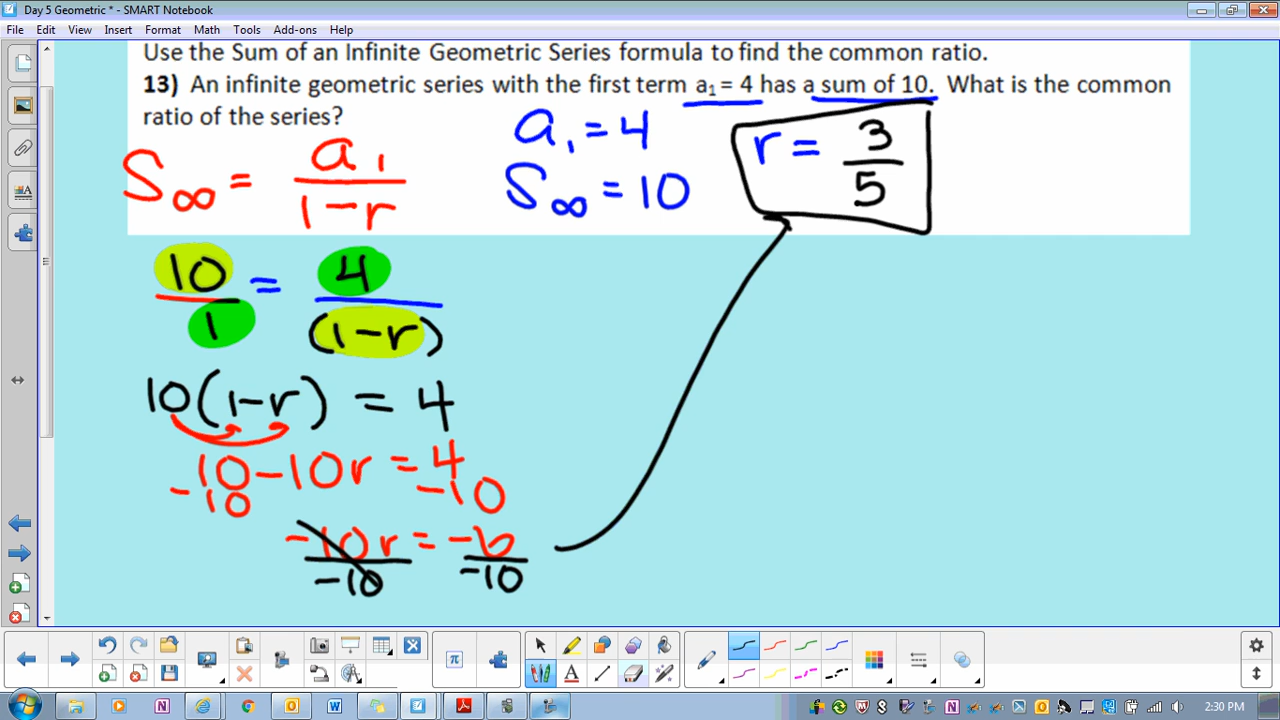 Day 5 Geometric * - SMART Notebook
File Edit View Insert Format Math Tools Add-ons Help
Use the Sum of an Infinite Geometric Series formula to find the common ratio.
13) An infinite geometric series with the first term a₁ = 4 has a sum of 10. What is the common
ratio of the series?
S∞ = a₁ / 1-r
a₁ = 4
S∞ = 10
r = 3/5
10/1 = 4/(1-r)
10(1-r) = 4
10-10r = 4
-10 -10
-10r = -6
-10 -10
2:30 PM